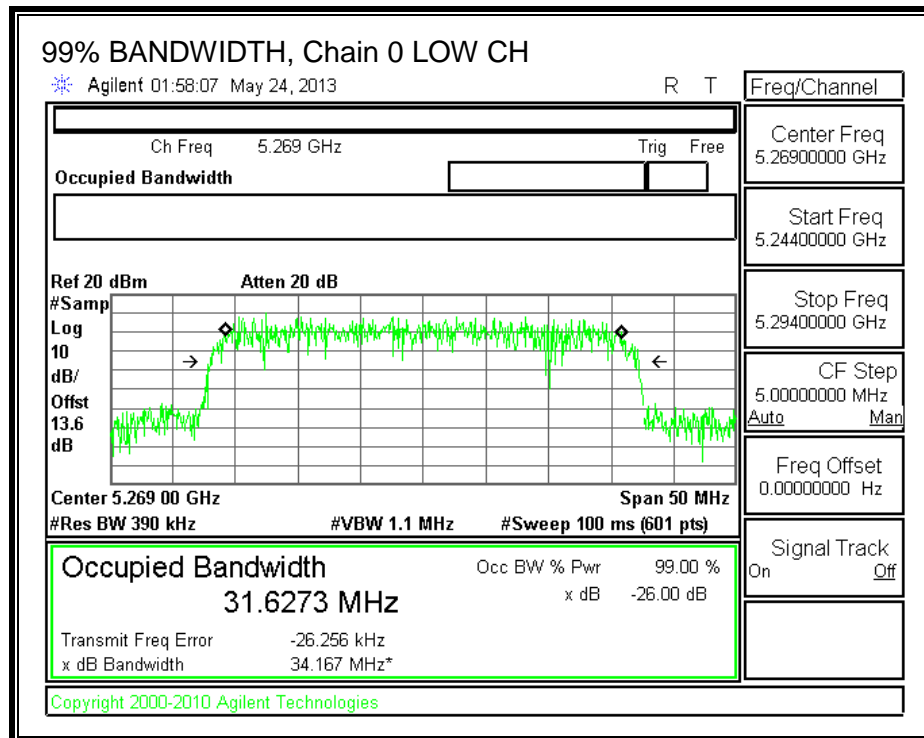 99% BANDWIDTH, Chain 0 LOW CH
Agilent 01:58:07 May 24, 2013 R T
Freq/Channel
Ch Freq 5.269 GHz Trig Free
Occupied Bandwidth
Center Freq
5.26900000 GHz
Start Freq
5.24400000 GHz
Stop Freq
5.29400000 GHz
CF Step
5.00000000 MHz
Auto Man
Freq Offset
0.00000000 Hz
Signal Track
On Off
Ref 20 dBm Atten 20 dB
#Samp
Log
10
dB/
Offst
13.6
dB
Center 5.269 00 GHz Span 50 MHz
#Res BW 390 kHz #VBW 1.1 MHz #Sweep 100 ms (601 pts)
Occupied Bandwidth Occ BW % Pwr 99.00 %
31.6273 MHz x dB -26.00 dB
Transmit Freq Error -26.256 kHz
x dB Bandwidth 34.167 MHz*
Copyright 2000-2010 Agilent Technologies